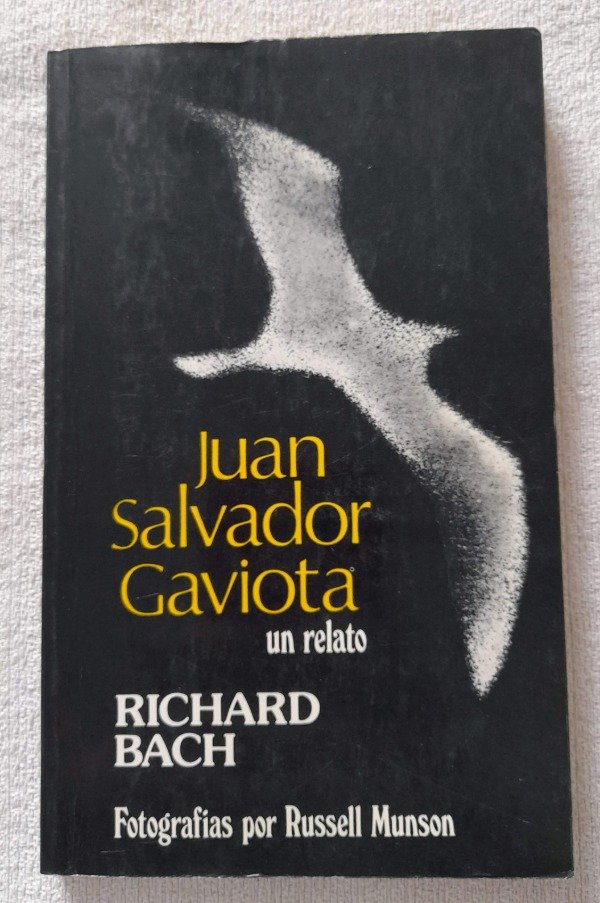 Juan
Salvador
Gaviota
un relato
RICHARD
BACH
Fotografias por Russell Munson